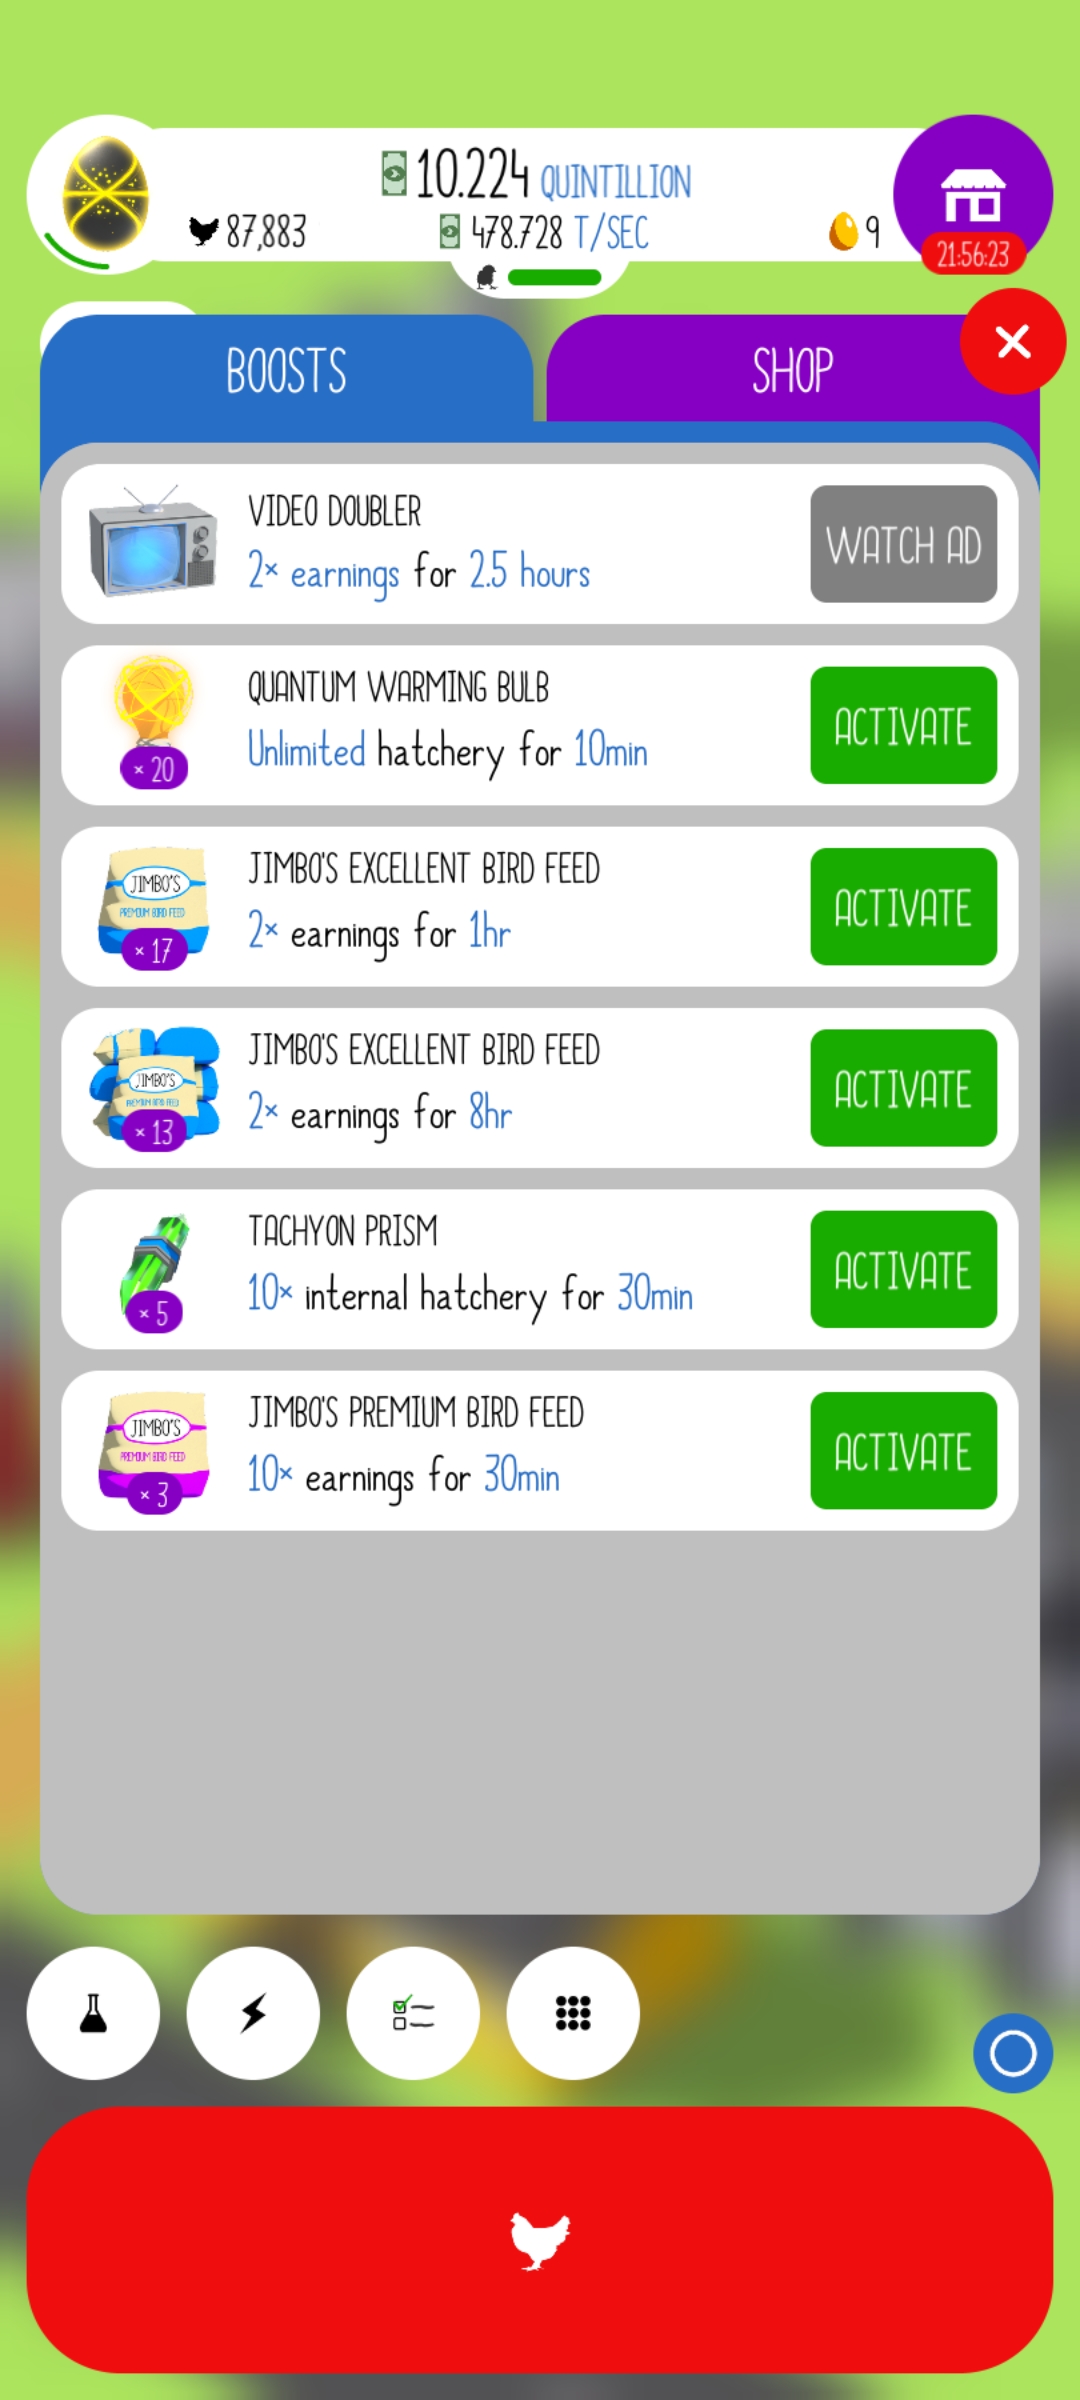 10.224 QUINTILLION
87,883
478.728 T/SEC
9
21:56:23
BOOSTS
SHOP
VIDEO DOUBLER
2× earnings for 2.5 hours
WATCH AD
QUANTUM WARMING BULB
Unlimited hatchery for 10min
× 20
ACTIVATE
JIMBO'S
PREMIUM BIRD FEED
× 17
JIMBO'S EXCELLENT BIRD FEED
2× earnings for 1hr
ACTIVATE
JIMBO'S
PREMIUM BIRD FEED
× 13
JIMBO'S EXCELLENT BIRD FEED
2× earnings for 8hr
ACTIVATE
× 5
TACHYON PRISM
10× internal hatchery for 30min
ACTIVATE
JIMBO'S
PREMIUM BIRD FEED
× 3
JIMBO'S PREMIUM BIRD FEED
10× earnings for 30min
ACTIVATE